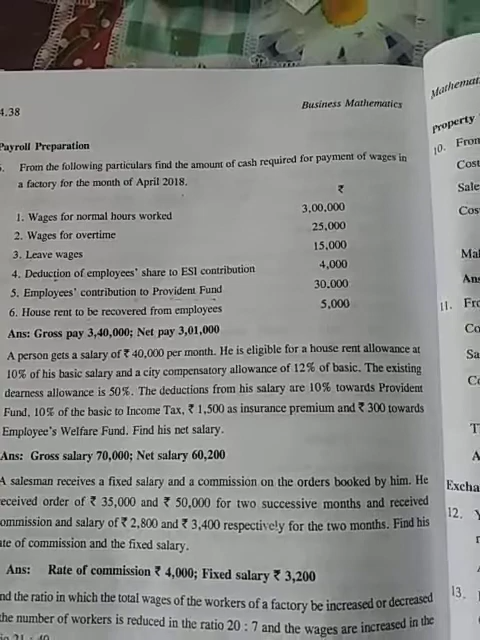 4.38
Business Mathematics
Payroll Preparation
From the following particulars find the amount of cash required for payment of wages in
a factory for the month of April 2018.
₹
1. Wages for normal hours worked 3,00,000
2. Wages for overtime 25,000
3. Leave wages 15,000
4. Deduction of employees' share to ESI contribution 4,000
5. Employees' contribution to Provident Fund 30,000
6. House rent to be recovered from employees 5,000
Ans: Gross pay 3,40,000; Net pay 3,01,000
A person gets a salary of ₹ 40,000 per month. He is eligible for a house rent allowance at
10% of his basic salary and a city compensatory allowance of 12% of basic. The existing
dearness allowance is 50%. The deductions from his salary are 10% towards Provident
Fund, 10% of the basic to Income Tax, ₹ 1,500 as insurance premium and ₹ 300 towards
Employee's Welfare Fund. Find his net salary.
Ans: Gross salary 70,000; Net salary 60,200
A salesman receives a fixed salary and a commission on the orders booked by him. He
eceived order of ₹ 35,000 and ₹ 50,000 for two successive months and received
ommission and salary of ₹ 2,800 and ₹ 3,400 respectively for the two months. Find his
te of commission and the fixed salary.
Ans: Rate of commission ₹ 4,000; Fixed salary ₹ 3,200
nd the ratio in which the total wages of the workers of a factory be increased or decreased
the number of workers is reduced in the ratio 20 : 7 and the wages are increased in the
21 : 40
Mathemat
Property
10. From
Cost
Sale
Cos
Mal
Ans
11. Fro
Co
Sa
Co
T
A
Excha
12. Y
13.